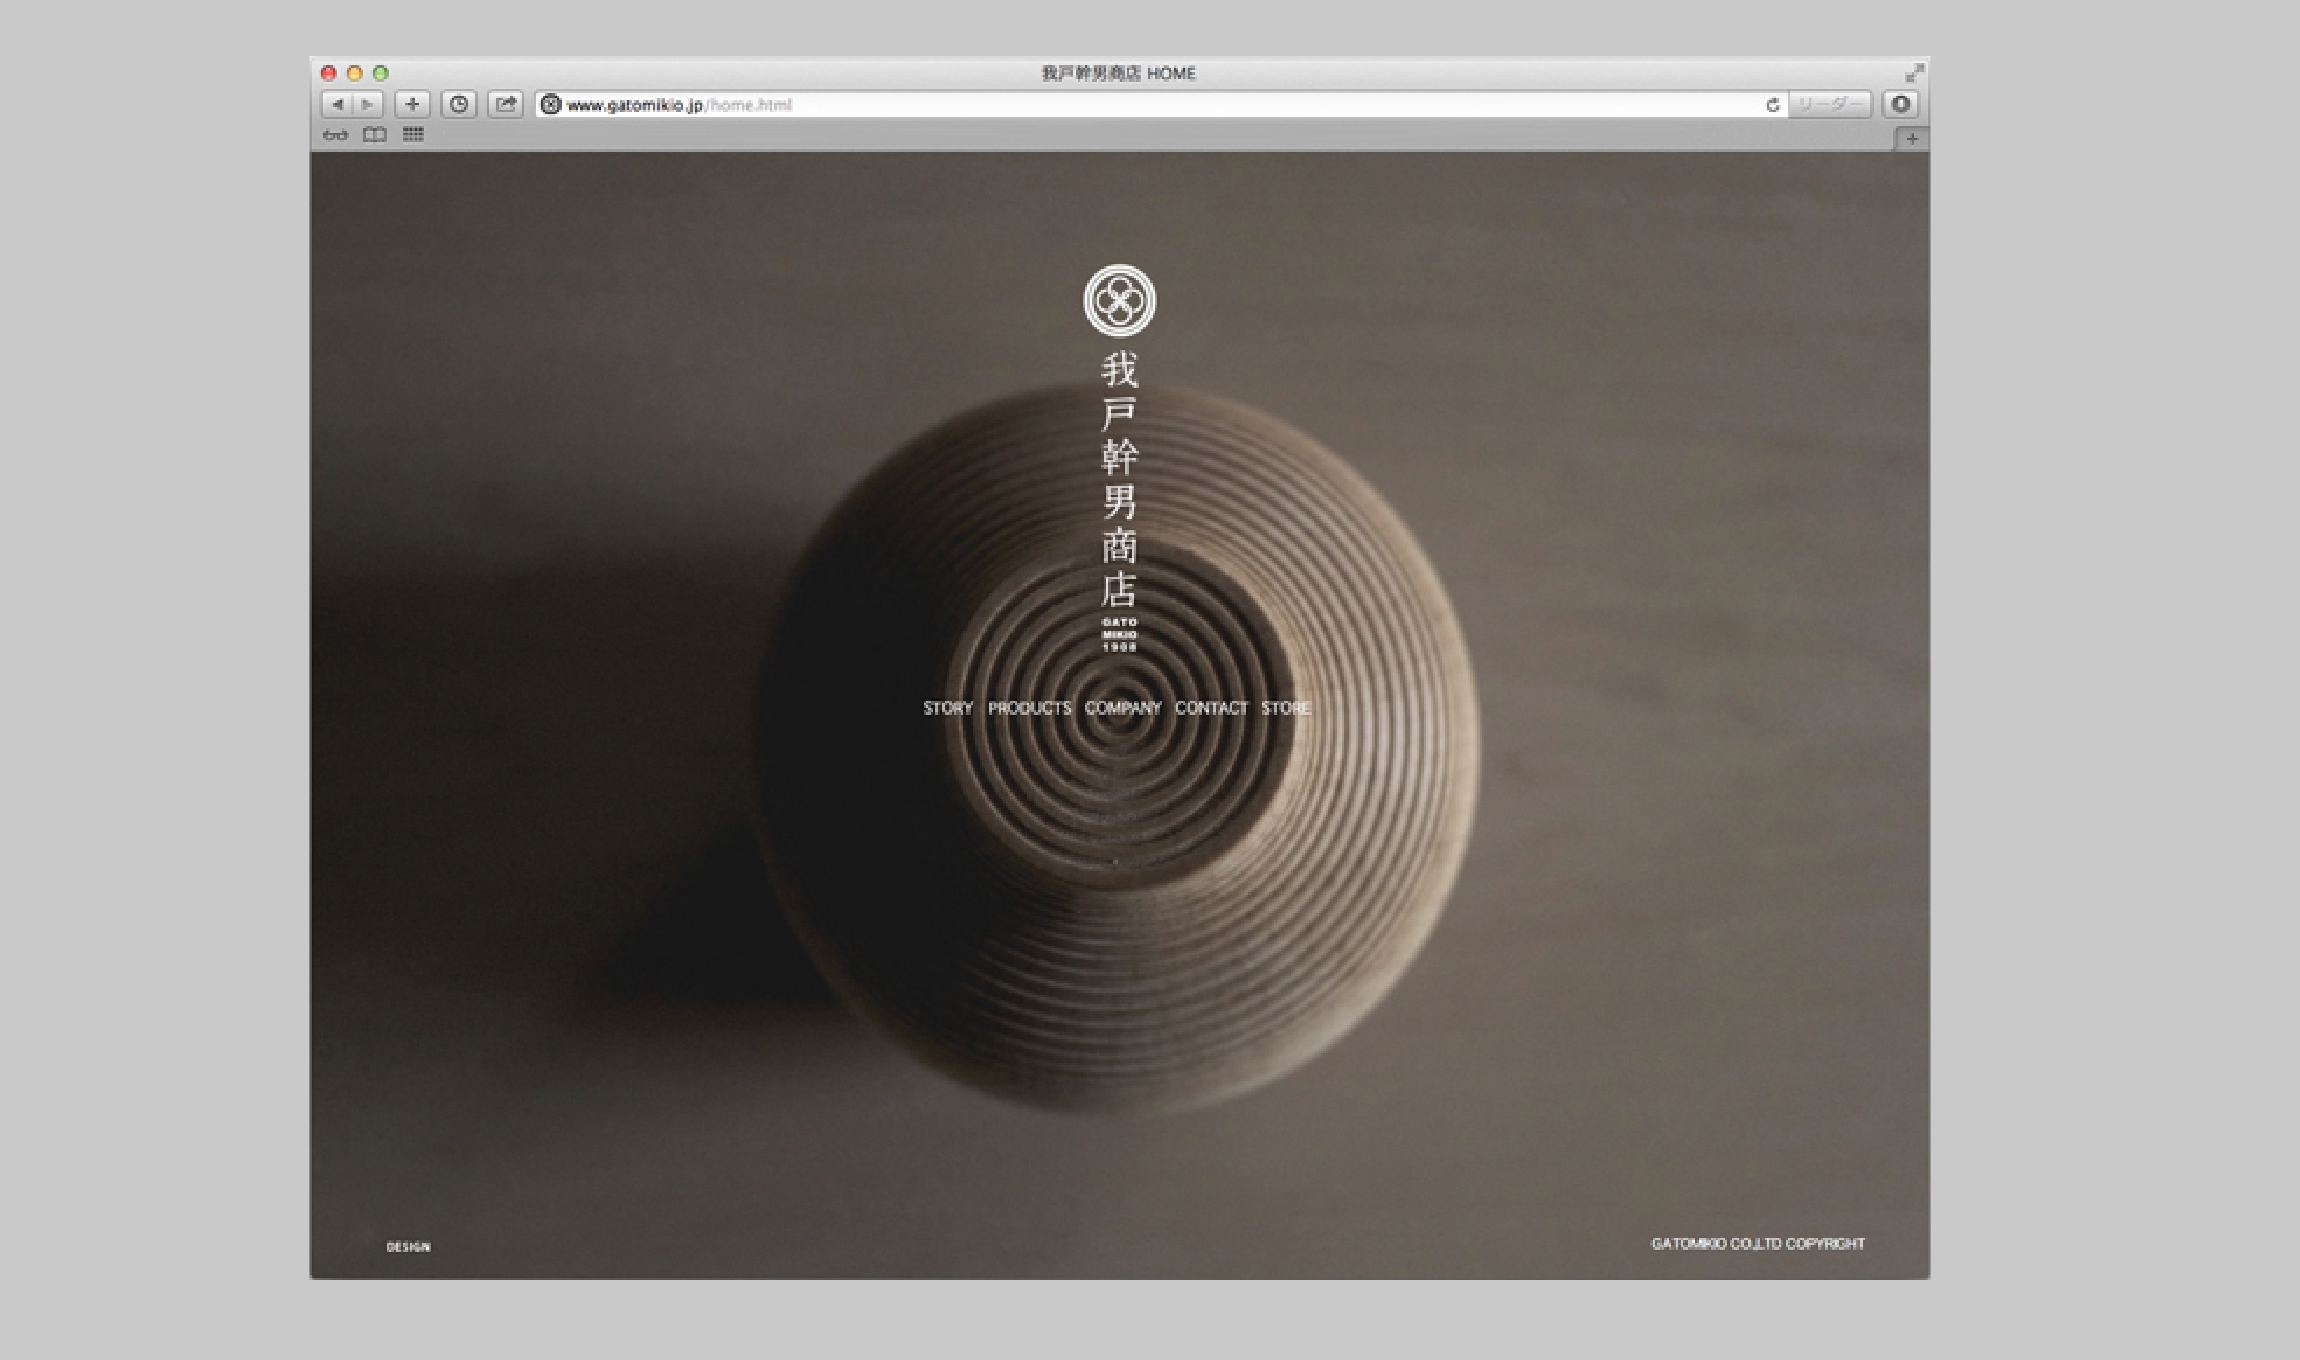 我戸幹男商店 HOME
www.gatomikio.jp/home.html
リーダー
我戸幹男商店
GATO
MIKIO
1908
STORY PRODUCTS COMPANY CONTACT STORE
DESIGN
GATOMIKIO CO.,LTD COPYRIGHT